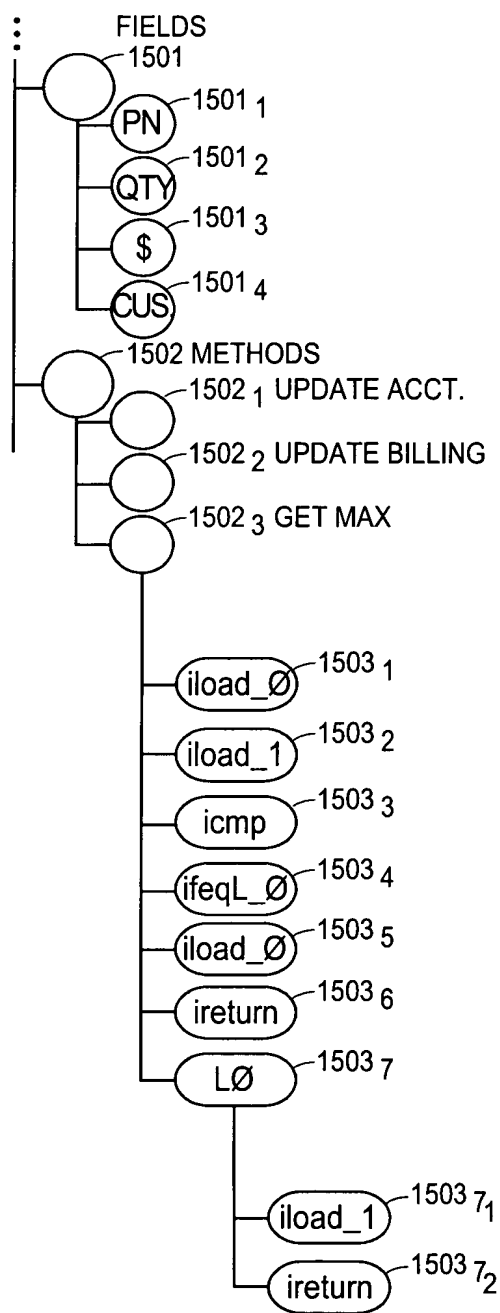 FIELDS
1501
PN 1501 1
QTY 1501 2
$ 1501 3
CUS. 1501 4
1502 METHODS
1502 1 UPDATE ACCT.
1502 2 UPDATE BILLING
1502 3 GET MAX
iload_Ø 1503 1
iload_1 1503 2
icmp 1503 3
ifeqL_Ø 1503 4
iload_Ø 1503 5
ireturn 1503 6
LØ 1503 7
iload_1 1503 7 1
ireturn 1503 7 2